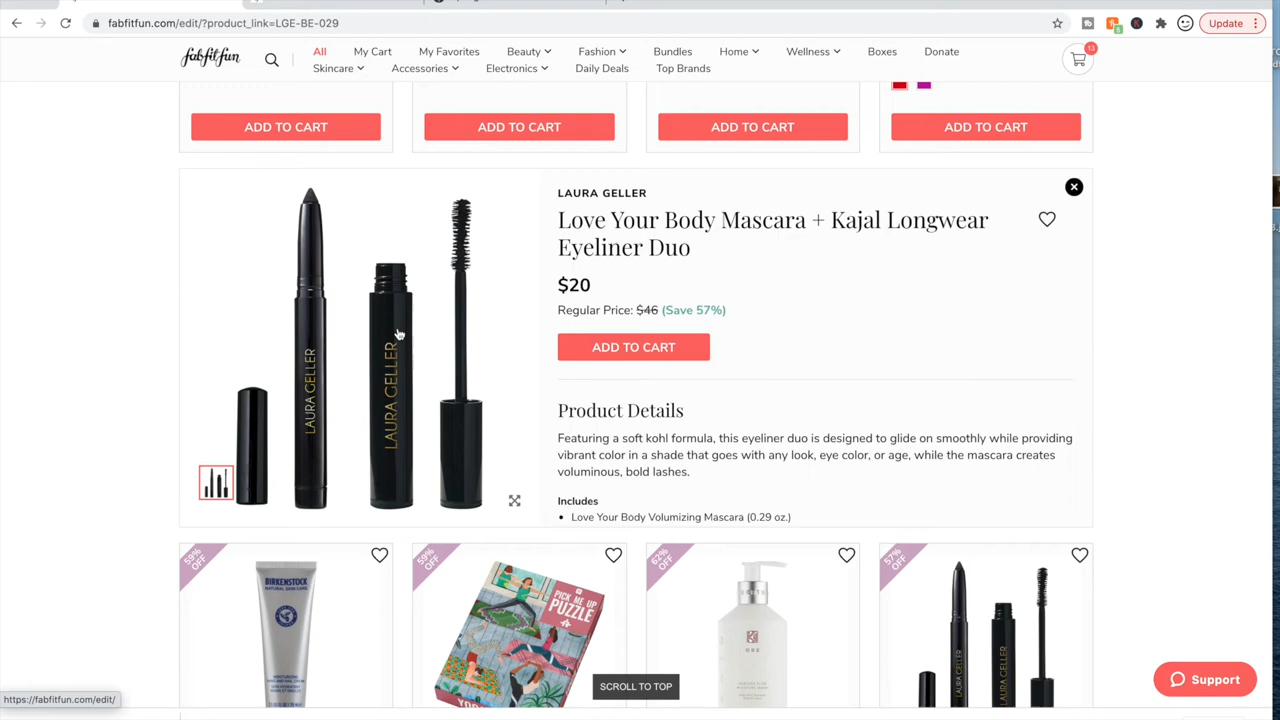 fabfitfun.com/edit/?product_link=LGE-BE-029
Update
fabfitfun
All
My Cart
My Favorites
Beauty
Fashion
Bundles
Home
Wellness
Boxes
Donate
Skincare
Accessories
Electronics
Daily Deals
Top Brands
13
ADD TO CART
ADD TO CART
ADD TO CART
ADD TO CART
LAURA GELLER
LAURA GELLER
LAURA GELLER
Love Your Body Mascara + Kajal Longwear
Eyeliner Duo
$20
Regular Price: $46 (Save 57%)
ADD TO CART
Product Details
Featuring a soft kohl formula, this eyeliner duo is designed to glide on smoothly while providing
vibrant color in a shade that goes with any look, eye color, or age, while the mascara creates
voluminous, bold lashes.
Includes
• Love Your Body Volumizing Mascara (0.29 oz.)
59%
OFF
BIRKENSTOCK
NATURAL SKIN CARE
59%
OFF
PICK ME UP
PUZZLE
62%
OFF
57%
OFF
LAURA GELLER
LAURA GELLER
SCROLL TO TOP
Support
https://fabfitfun.com/edit/